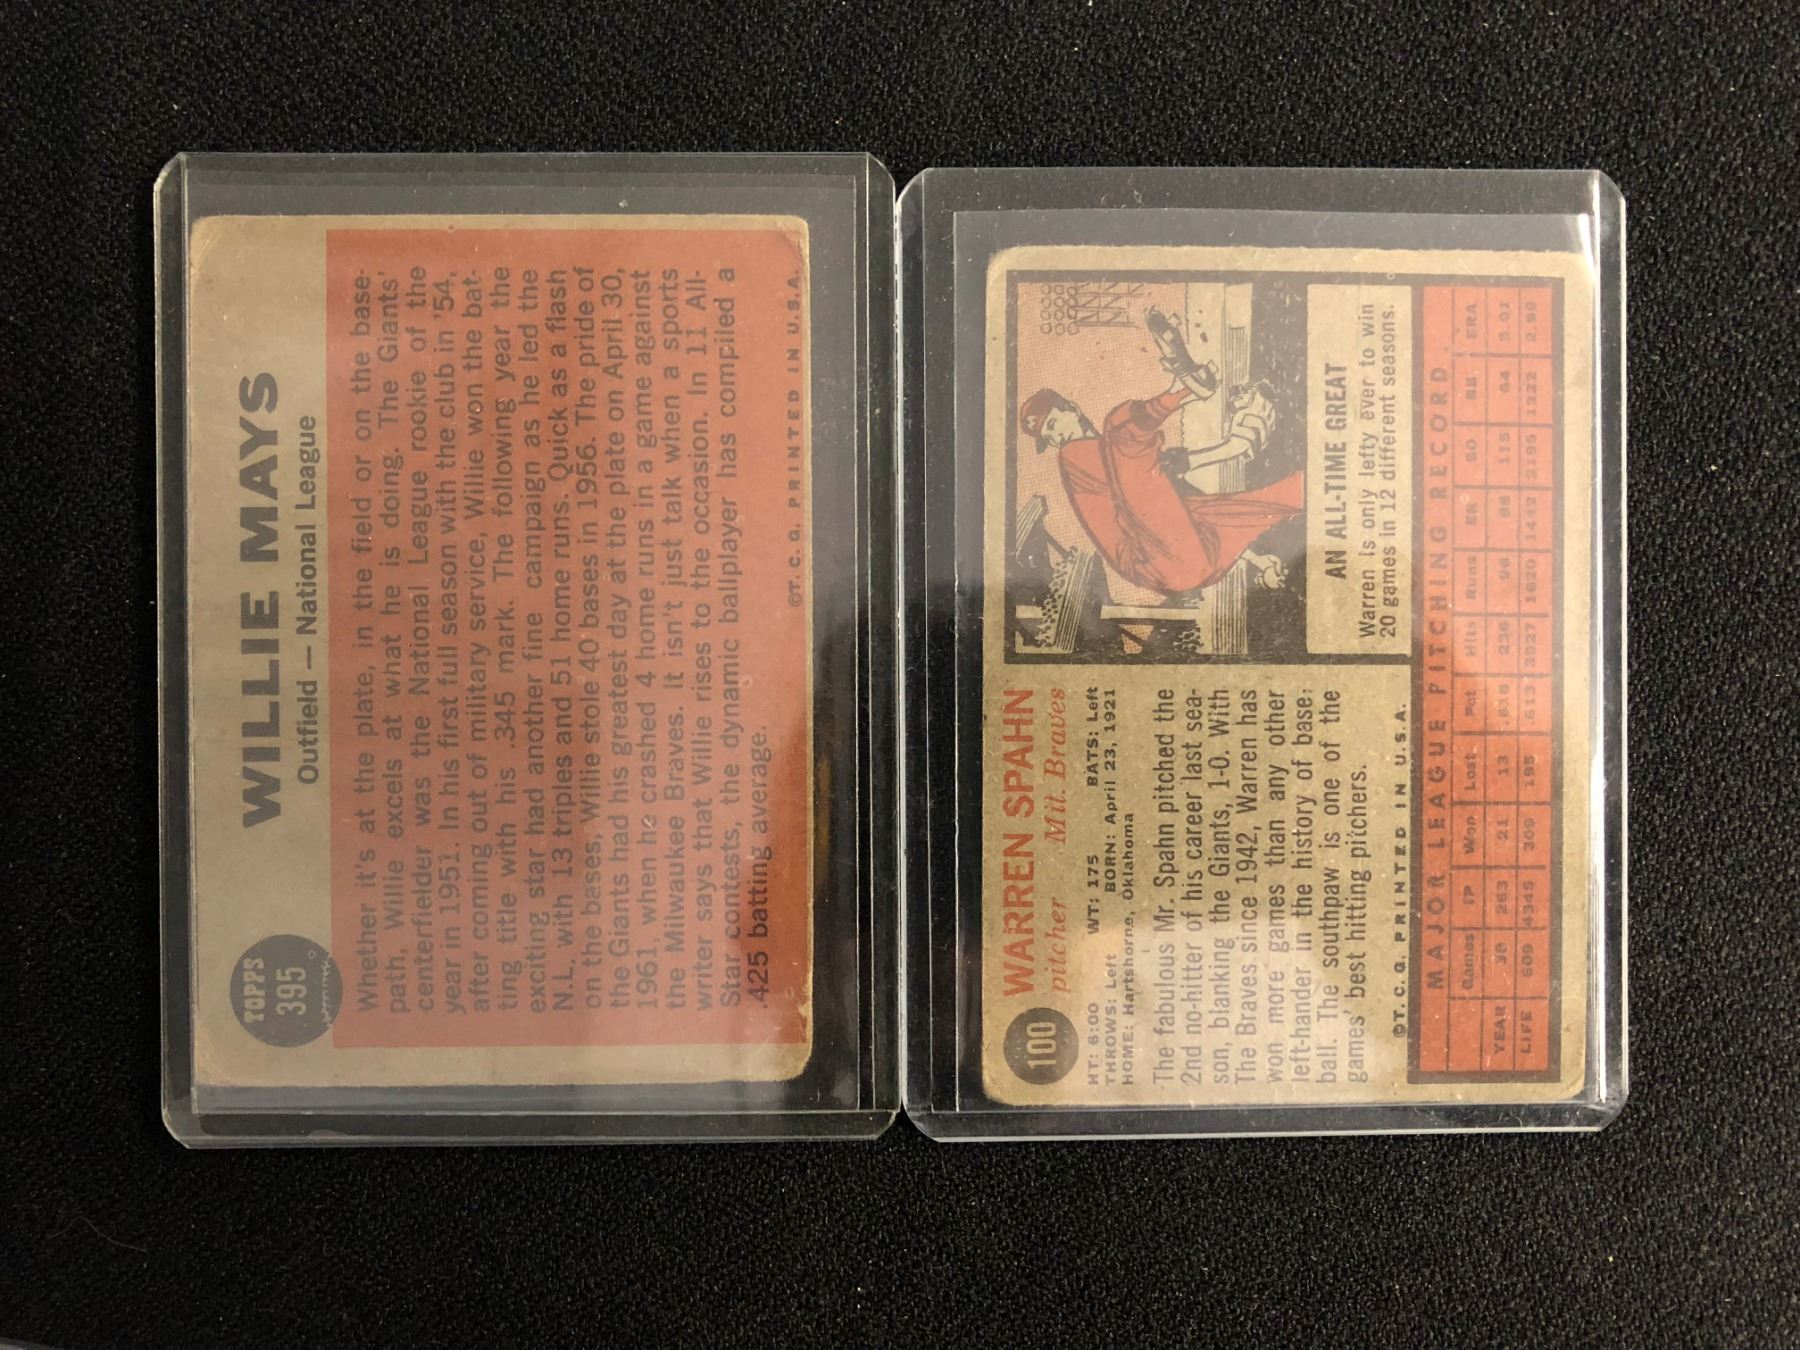 TOPPS
395
WILLIE MAYS
Outfield — National League
Whether it's at the plate, in the field or on the base-
path, Willie excels at what he is doing. The Giants'
centerfielder was the National League rookie of the
year in 1951. In his first full season with the club in '54,
after coming out of military service, Willie won the bat-
ting title with his .345 mark. The following year the
exciting star had another fine campaign as he led the
N.L. with 13 triples and 51 home runs. Quick as a flash
on the bases, Willie stole 40 bases in 1956. The pride of
the Giants had his greatest day at the plate on April 30,
1961, when he crashed 4 home runs in a game against
the Milwaukee Braves. It isn't just talk when a sports
writer says that Willie rises to the occasion. In 11 All-
Star contests, the dynamic ballplayer has compiled a
.425 batting average.
©T. C. G. PRINTED IN U.S.A.
100
WARREN SPAHN
pitcher Mil. Braves
HT: 6:00 WT: 175 BATS: Left
THROWS: Left BORN: April 23, 1921
HOME: Hartshorne, Oklahoma
The fabulous Mr. Spahn pitched the
2nd no-hitter of his career last sea-
son, blanking the Giants, 1-0. With
The Braves since 1942, Warren has
won more games than any other
left-hander in the history of base-
ball. The southpaw is one of the
games' best hitting pitchers.
©T. C. G. PRINTED IN U.S.A.
AN ALL-TIME GREAT
Warren is only lefty ever to win
20 games in 12 different seasons.
MAJOR LEAGUE PITCHING RECORD
Games IP Won Lost Pct Hits Runs ER SO BB ERA
YEAR 38 263 21 13 .618 236 96 88 115 64 3.01
LIFE 609 4345 309 195 .613 3927 1620 1442 2195 1222 2.99